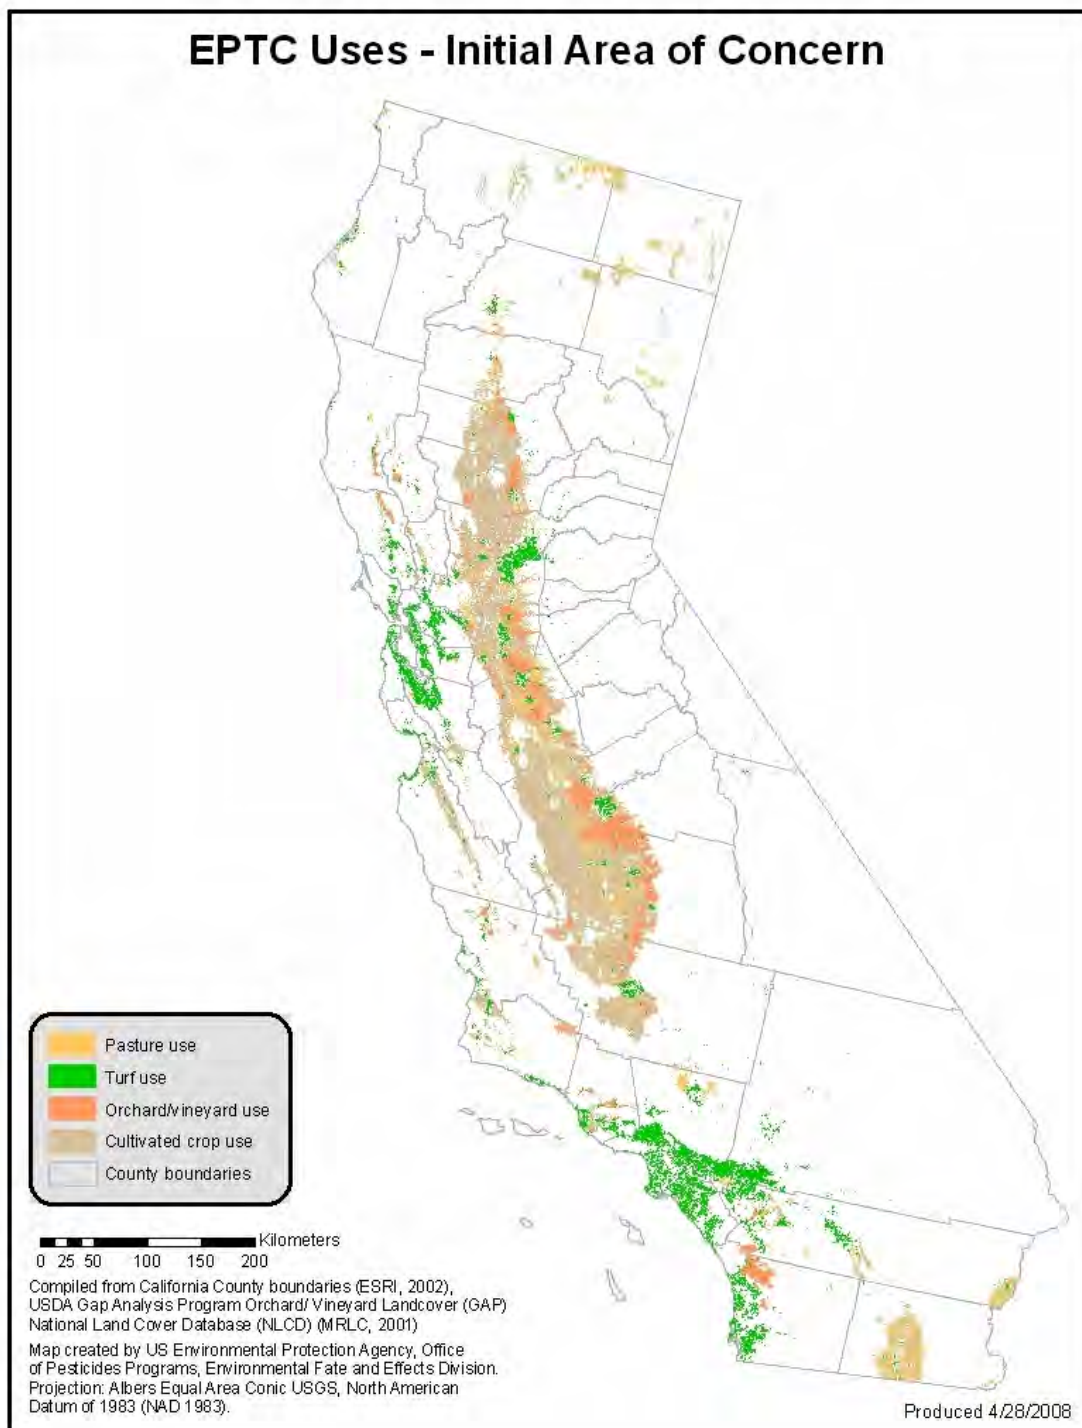 EPTC Uses - Initial Area of Concern
Pasture use
Turf use
Orchard/vineyard use
Cultivated crop use
County boundaries
Kilometers
0 25 50 100 150 200
Compiled from California County boundaries (ESRI, 2002),
USDA Gap Analysis Program Orchard/ Vineyard Landcover (GAP)
National Land Cover Database (NLCD) (MRLC, 2001)
Map created by US Environmental Protection Agency, Office
of Pesticides Programs, Environmental Fate and Effects Division.
Projection: Albers Equal Area Conic USGS, North American
Datum of 1983 (NAD 1983).
Produced 4/28/2008